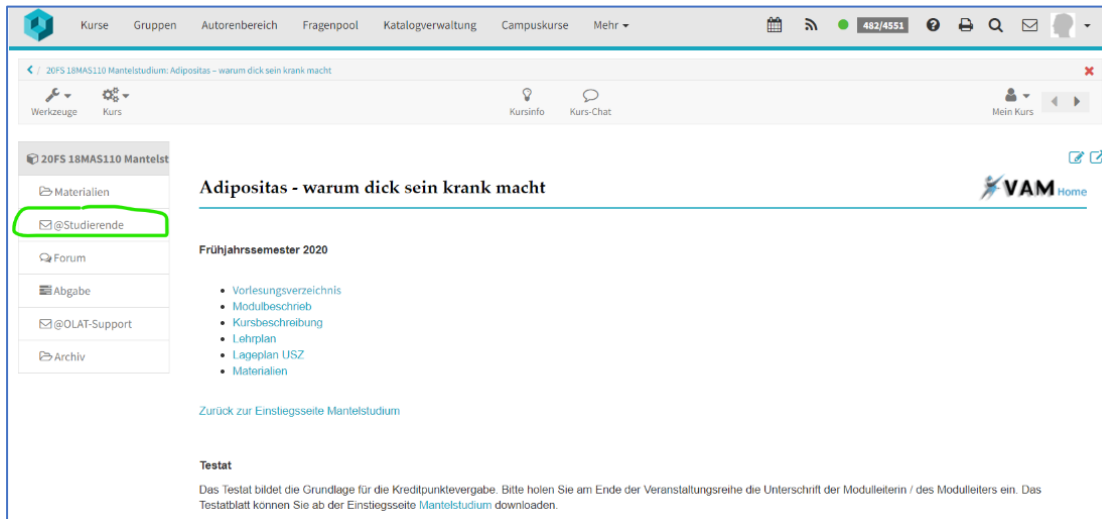 Kurse Gruppen Autorenbereich Fragenpool Katalogverwaltung Campuskurse Mehr 482/4551
/ 20FS 18MAS110 Mantelstudium: Adipositas – warum dick sein krank macht
Werkzeuge Kurs Kursinfo Kurs-Chat Mein Kurs
20FS 18MAS110 Mantelst
Materialien
@Studierende
Forum
Abgabe
@OLAT-Support
Archiv
Adipositas - warum dick sein krank macht
VAM Home
Frühjahrssemester 2020
• Vorlesungsverzeichnis
• Modulbeschrieb
• Kursbeschreibung
• Lehrplan
• Lageplan USZ
• Materialien
Zurück zur Einstiegsseite Mantelstudium
Testat
Das Testat bildet die Grundlage für die Kreditpunktevergabe. Bitte holen Sie am Ende der Veranstaltungsreihe die Unterschrift der Modulleiterin / des Modulleiters ein. Das
Testatblatt können Sie ab der Einstiegsseite Mantelstudium downloaden.